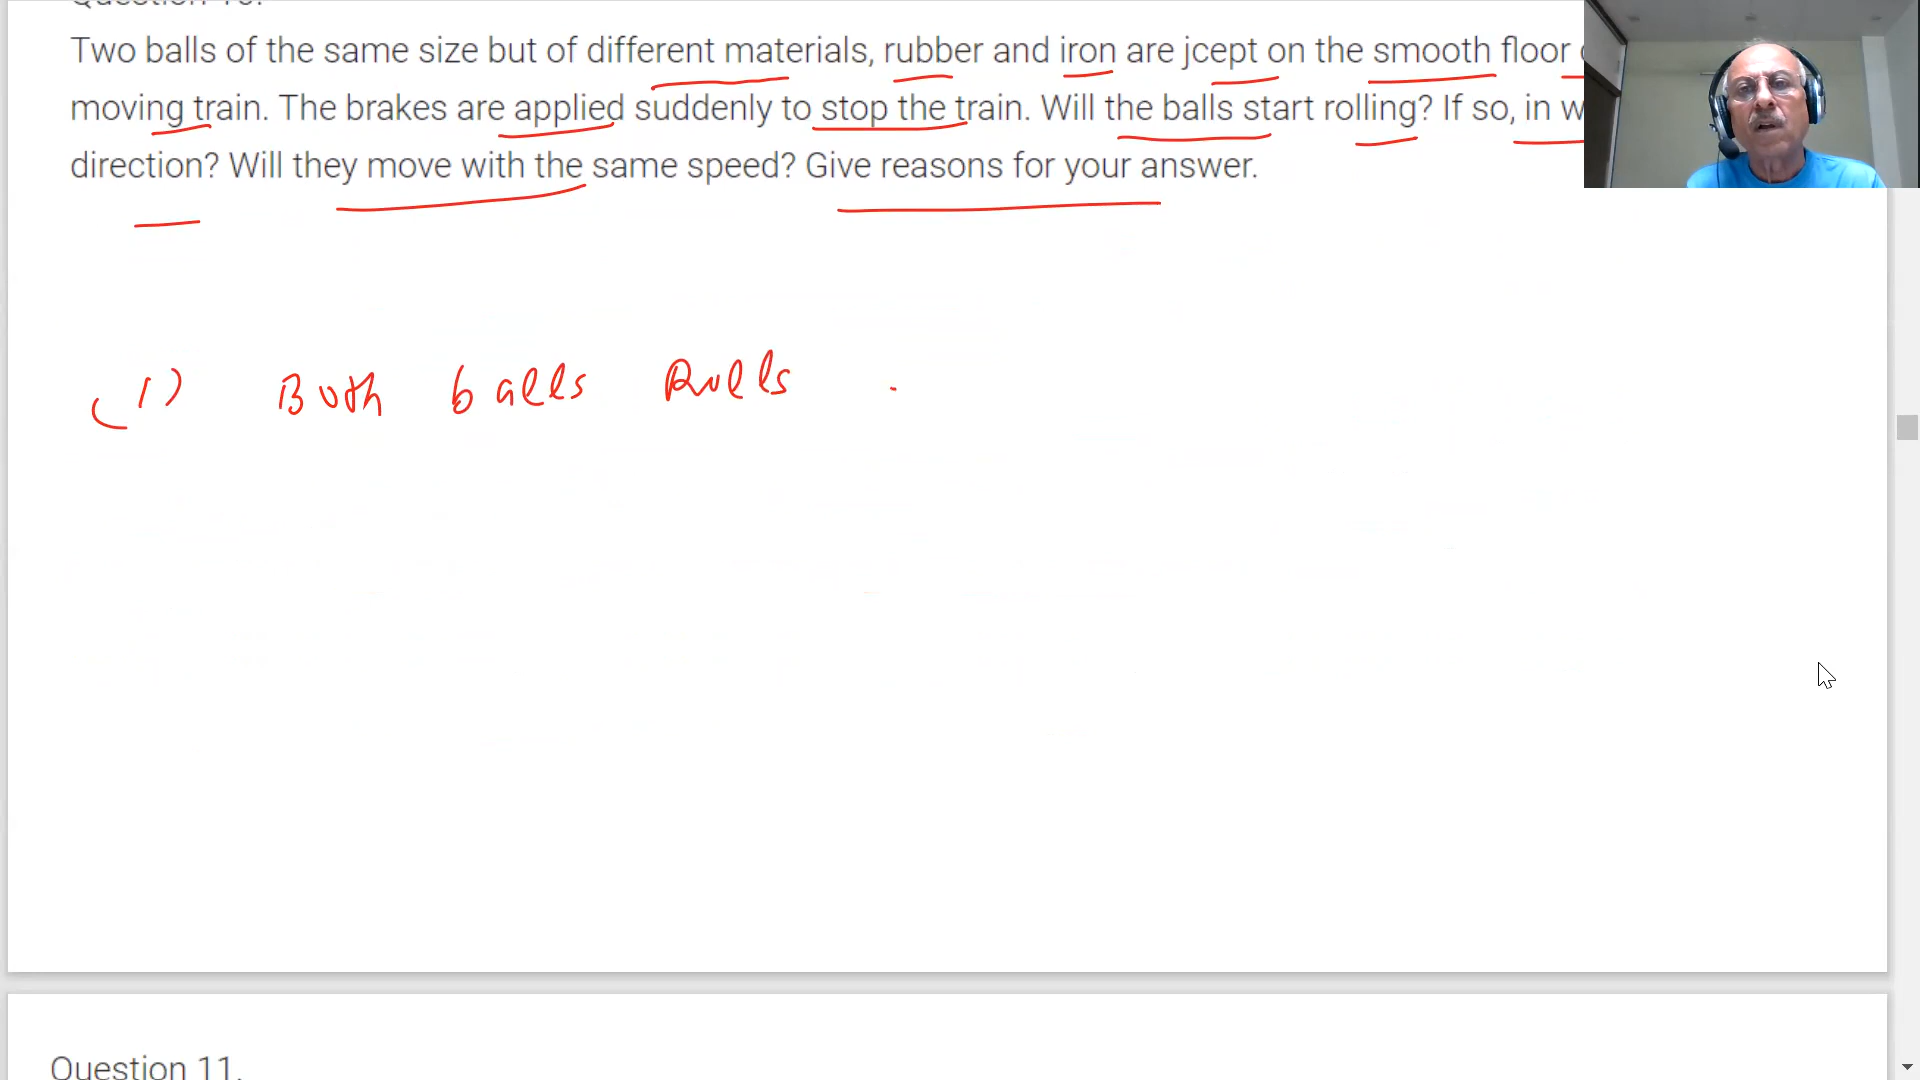 Two balls of the same size but of different materials, rubber and iron are jcept on the smooth floor
moving train. The brakes are applied suddenly to stop the train. Will the balls start rolling? If so, in w
direction? Will they move with the same speed? Give reasons for your answer.
(1) Both balls Rolls .
Question 11.